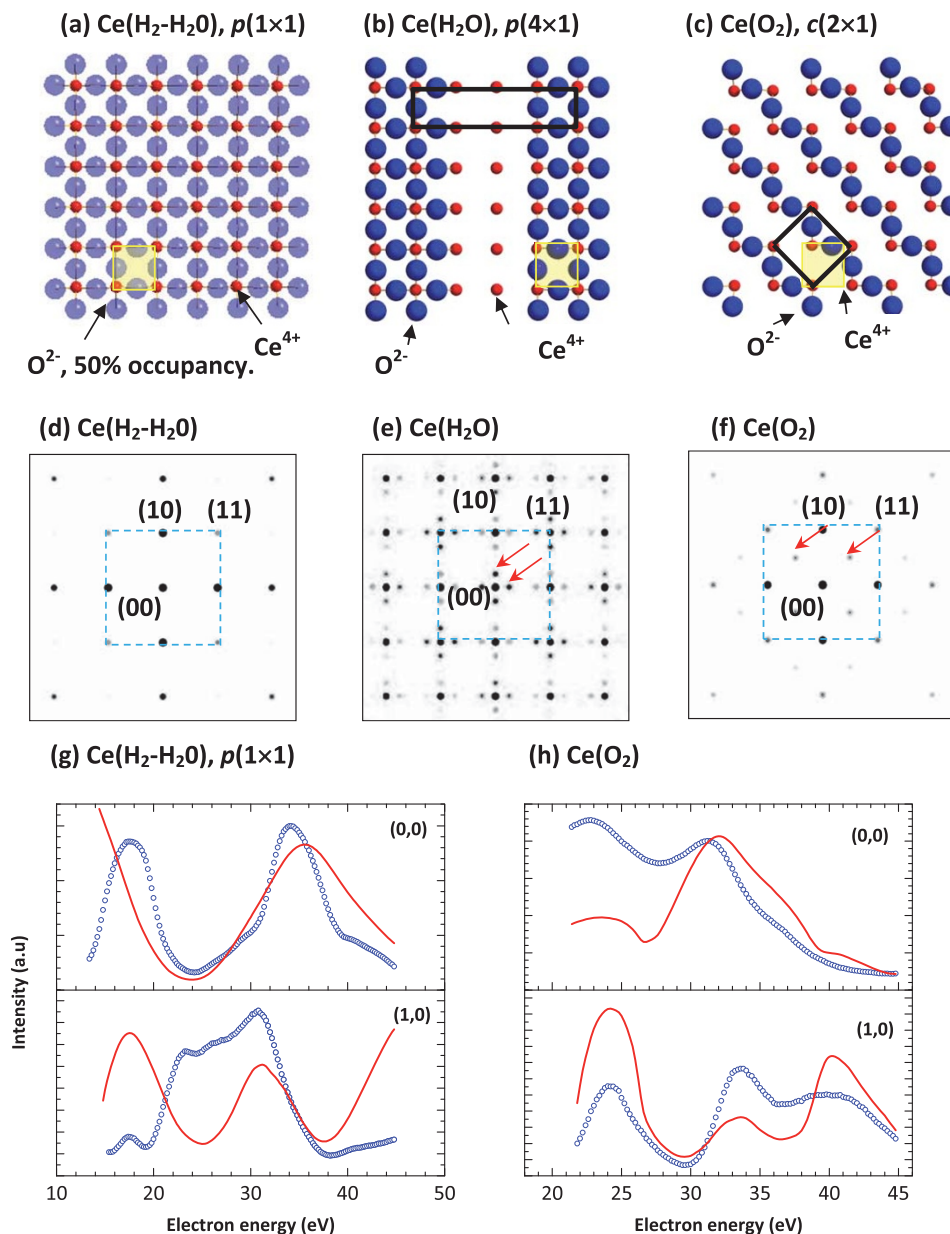 (a) Ce(H₂-H₂0), p(1×1)
(b) Ce(H₂O), p(4×1)
(c) Ce(O₂), c(2×1)
O²⁻, 50% occupancy.
Ce⁴⁺
O²⁻
Ce⁴⁺
O²⁻
Ce⁴⁺
(d) Ce(H₂-H₂0)
(e) Ce(H₂O)
(f) Ce(O₂)
(10)
(11)
(00)
(10)
(11)
(00)
(10)
(11)
(00)
(g) Ce(H₂-H₂0), p(1×1)
(h) Ce(O₂)
(0,0)
(0,0)
Intensity (a.u)
(1,0)
(1,0)
10 20 30 40 50
20 25 30 35 40 45
Electron energy (eV)
Electron energy (eV)